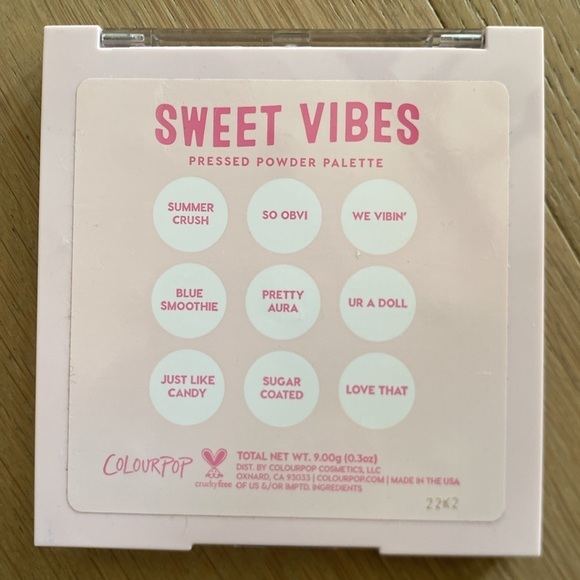 SWEET VIBES
PRESSED POWDER PALETTE
SUMMER
CRUSH
SO OBVI
WE VIBIN'
BLUE
SMOOTHIE
PRETTY
AURA
UR A DOLL
JUST LIKE
CANDY
SUGAR
COATED
LOVE THAT
COLOURPOP
crueltyfree
TOTAL NET WT. 9.00g (0.3oz)
DIST. BY COLOURPOP COSMETICS, LLC
OXNARD, CA 93033 | COLOURPOP.COM | MADE IN THE USA
OF US &/OR IMPTD. INGREDIENTS
22K2